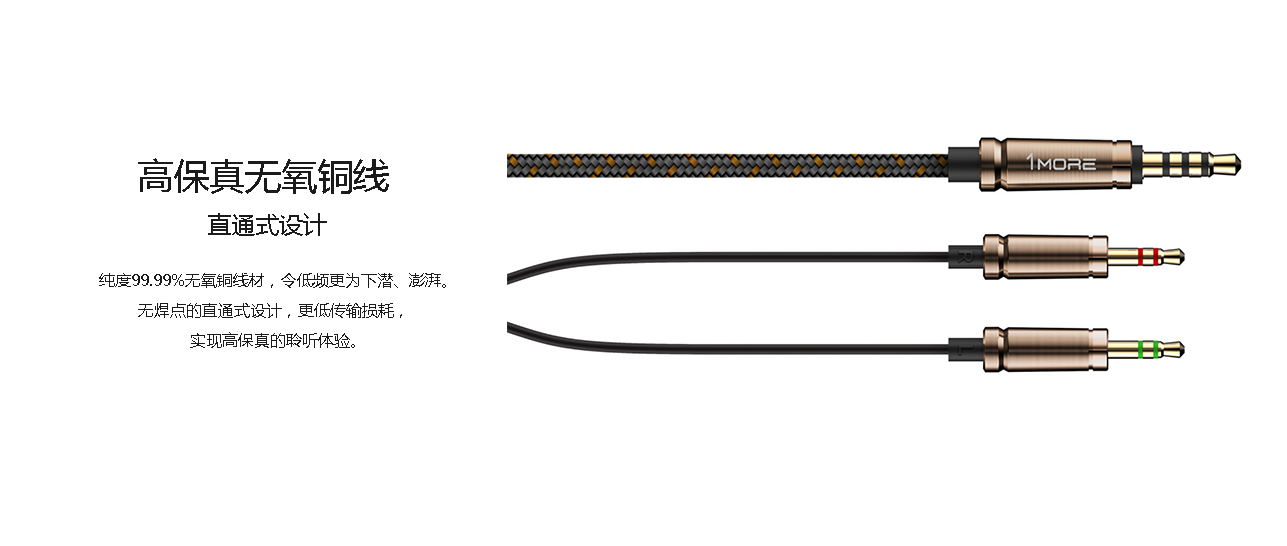 高保真无氧铜线
直通式设计
纯度99.99%无氧铜线材，令低频更为下潜、澎湃。
无焊点的直通式设计，更低传输损耗，
实现高保真的聆听体验。
1MORE
R
L